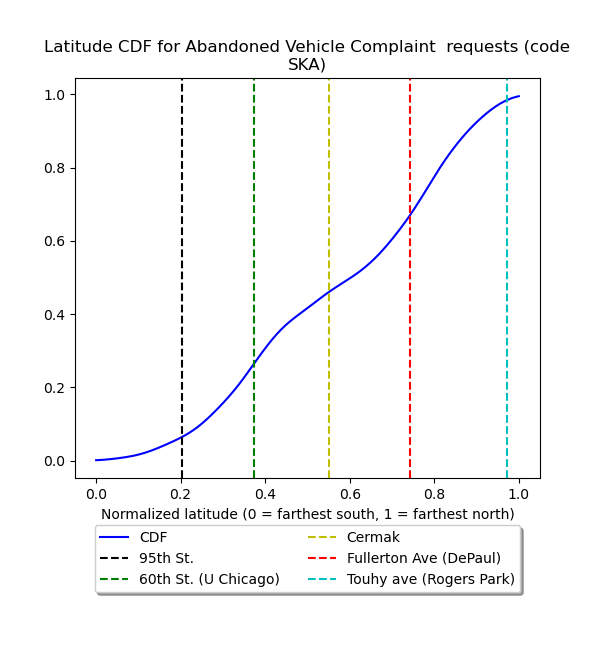 Latitude CDF for Abandoned Vehicle Complaint  requests (code
SKA)
1.0
0.8
0.6
0.4
0.2
0.0
0.0 0.2 0.4 0.6 0.8 1.0
Normalized latitude (0 = farthest south, 1 = farthest north)
CDF
95th St.
60th St. (U Chicago)
Cermak
Fullerton Ave (DePaul)
Touhy ave (Rogers Park)